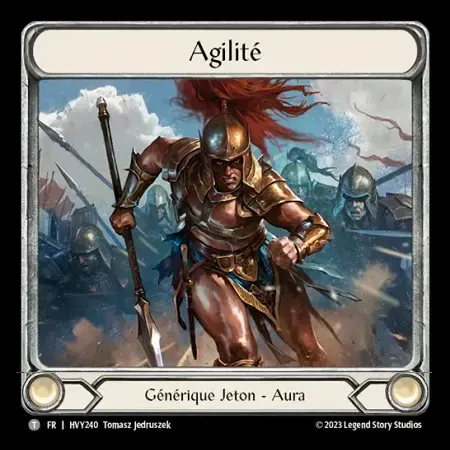 Agilité
Générique Jeton - Aura
T FR | HVY240 Tomasz Jedruszek
© 2023 Legend Story Studios